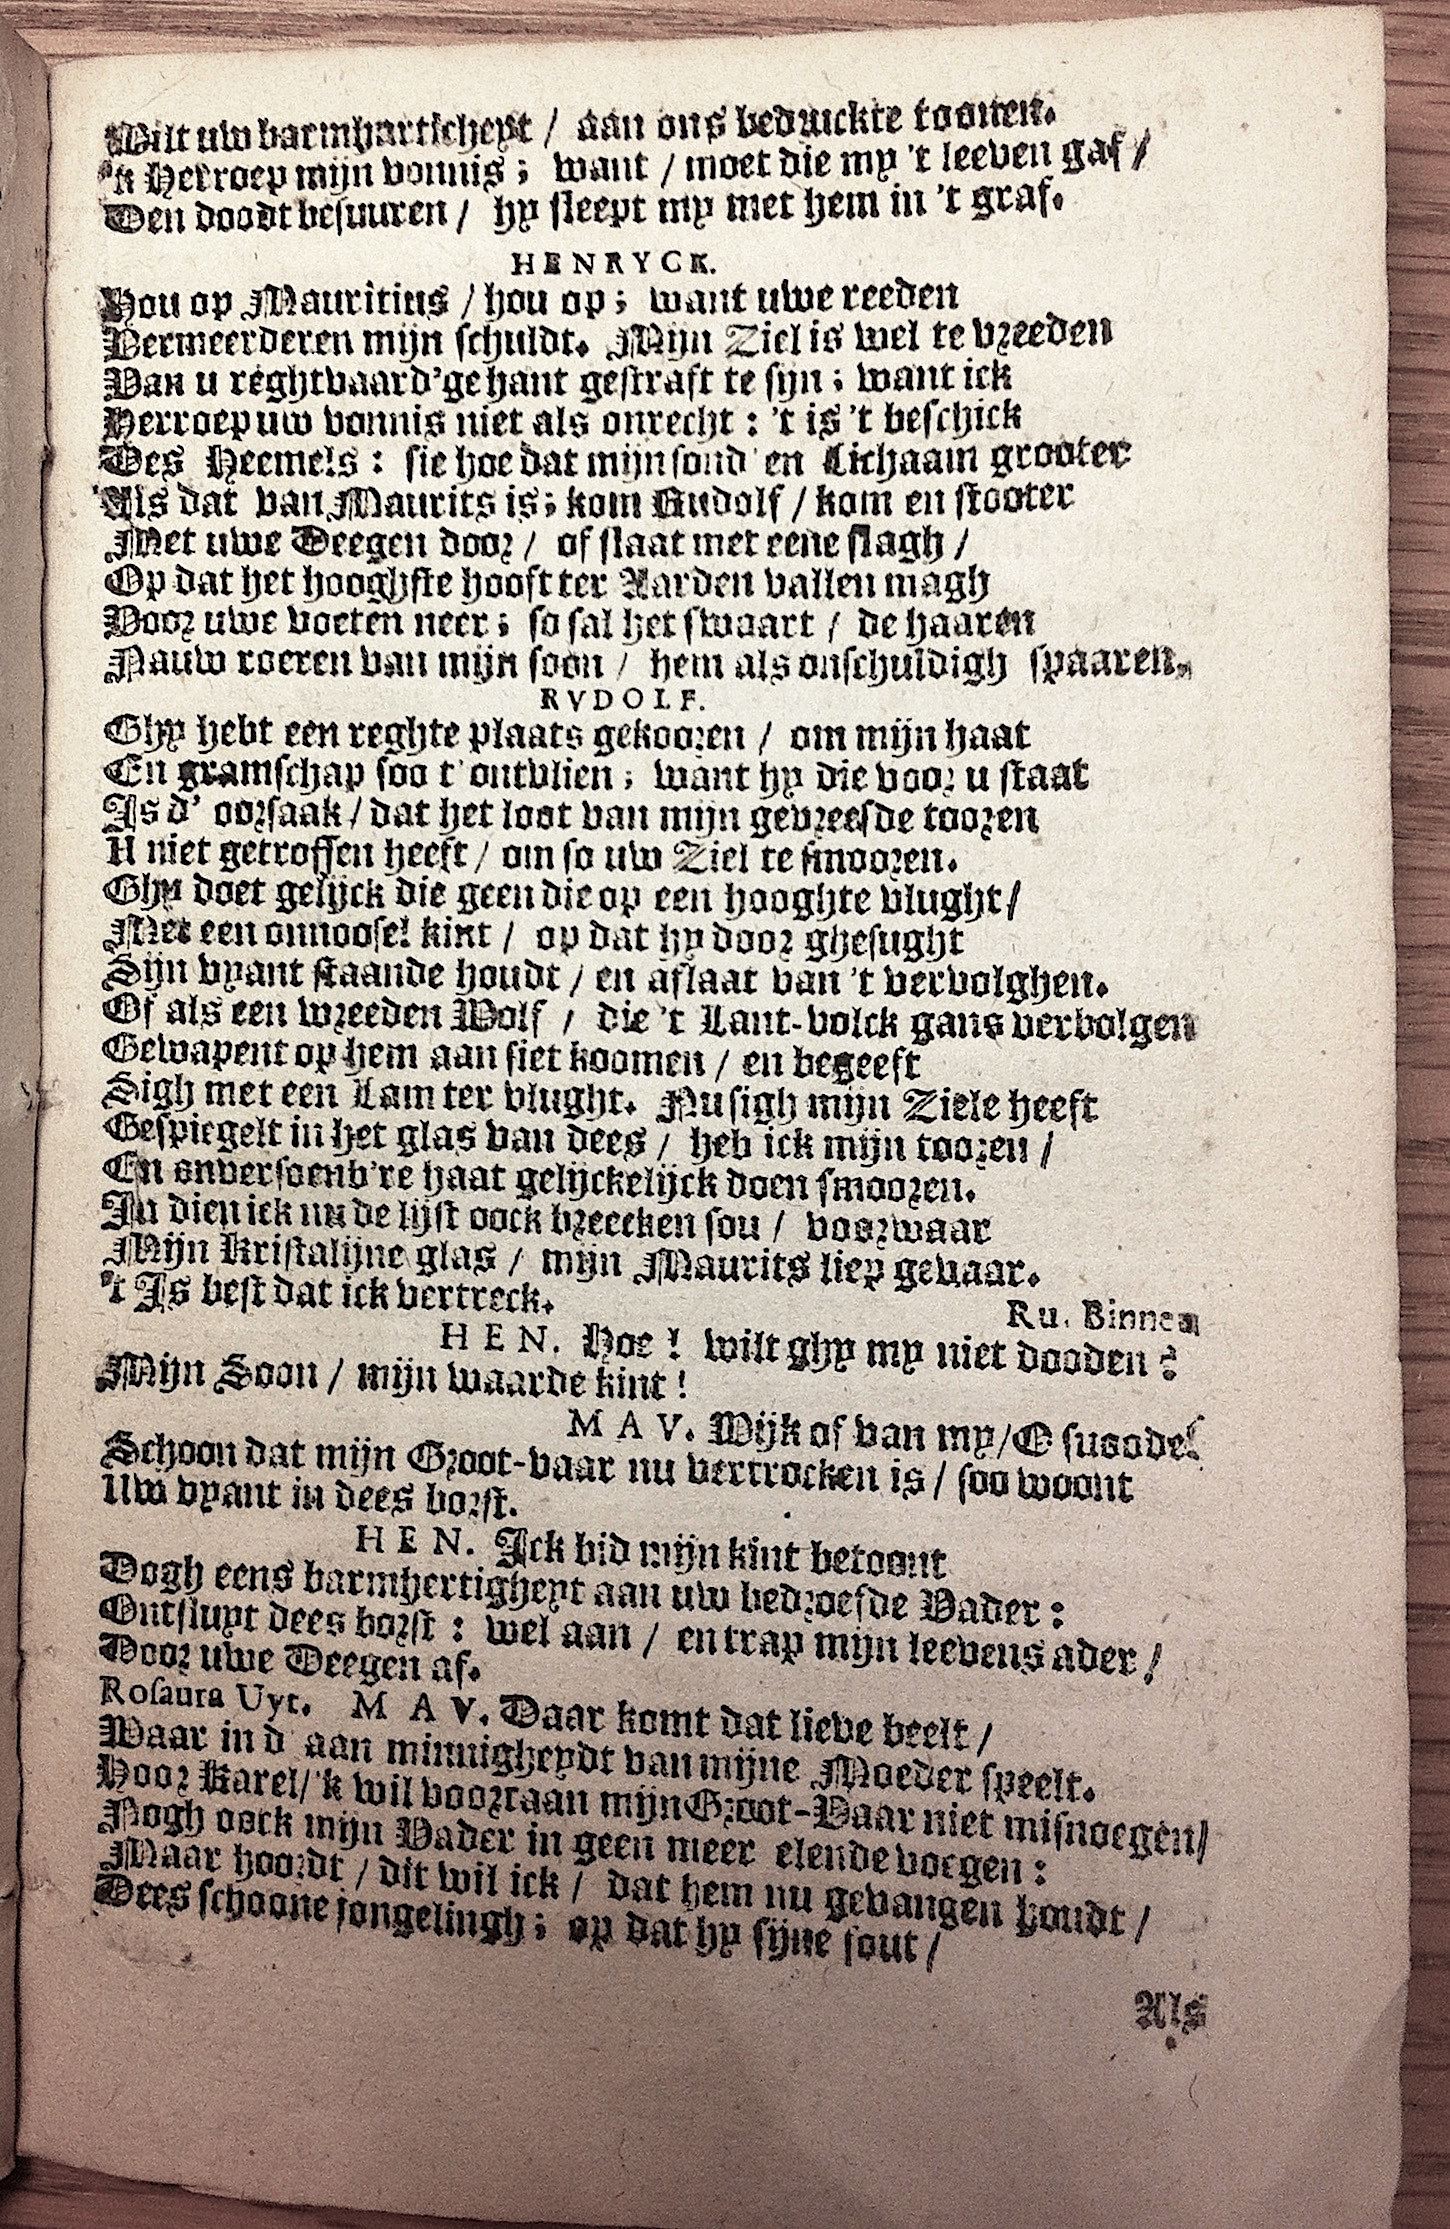 Wilt uw barmharticheyt / aan ons bedruckte toonen.
'k Herroep mijn vonnis; want / moet die my 't leeven gaf /
Den doodt besuuren / hy sleept my met hem in 't graf.
HENRYCK.
Hou op Mauritius / hou op; want uwe reeden
Vermeerderen mijn schuldt. Mijn Ziel is wel te vreeden
Van u reghtvaard'ge hant gestraft te sijn; want ick
Herroep uw vonnis niet als onrecht: 't is 't beschick
Des Heemels: sie hoe dat mijn sond' en Lichaam grooter
Als dat van Maurits is; kom Rudolf / kom en stooter
Met uwe Deegen door / of slaat met eene slagh /
Op dat het hooghste hooft ter Aarden vallen magh
Voor uwe voeten neer; so sal het swaart / de haaren
Nauw roeren van mijn soon / hem als onschuldigh spaaren.
RVDOLF.
Ghy hebt een reghte plaats gekooren / om mijn haat
En gramschap soo t'ontvlien; want hy die voor u staat
Is d' oorsaak / dat het loot van mijn gevreesde tooren
U niet getroffen heeft / om so uw Ziel te smooren.
Ghy doet gelijck die geen die op een hooghte vlught /
Met een onnoosel kint / op dat hy door ghesught
Sijn vyant staande houdt / en aflaat van 't vervolghen.
Of als een wreeden Wolf / die 't Lant-volck gans verbolgen
Gewapent op hem aan siet koomen / en begeeft
Sigh met een Lam ter vlught. Nu sigh mijn Ziele heeft
Gespiegelt in het glas van dees / heb ick mijn tooren /
En onversoenb're haat gelijckelijck doen smooren.
In dien ick nu de lijst oock breecken sou / voorwaar
Mijn Kristalijne glas / mijn Maurits liep gevaar.
't Is best dat ick vertreck.
Ru. Binnen
HEN. Hoe! wilt ghy my niet dooden?
Mijn Soon / mijn waarde kint!
MAV. Wijk af van my / O snoode!
Schoon dat mijn Groot-vaar nu vertrocken is / soo woont
Uw vyant in dees borst.
HEN. Ick bid mijn kint betoont
Dogh eens barmhertigheyt aan uw bedroefde Vader:
Ontsluyt dees borst: wel aan / en trap mijn leevens ader /
Door uwe Deegen af.
Rosaura Uyt. MAV. Daar komt dat lieve beelt /
Waar in d' aan minnigheydt van mijne Moeder speelt.
Hoor Karel / 'k wil voortaan mijn Groot-Vaar niet misnoegen /
Nogh oock mijn Vader in geen meer elende voegen:
Maar hoordt / dit wil ick / dat hem nu gevangen houdt /
Dees schoone jongelingh; op dat hy sijne fout /
Als